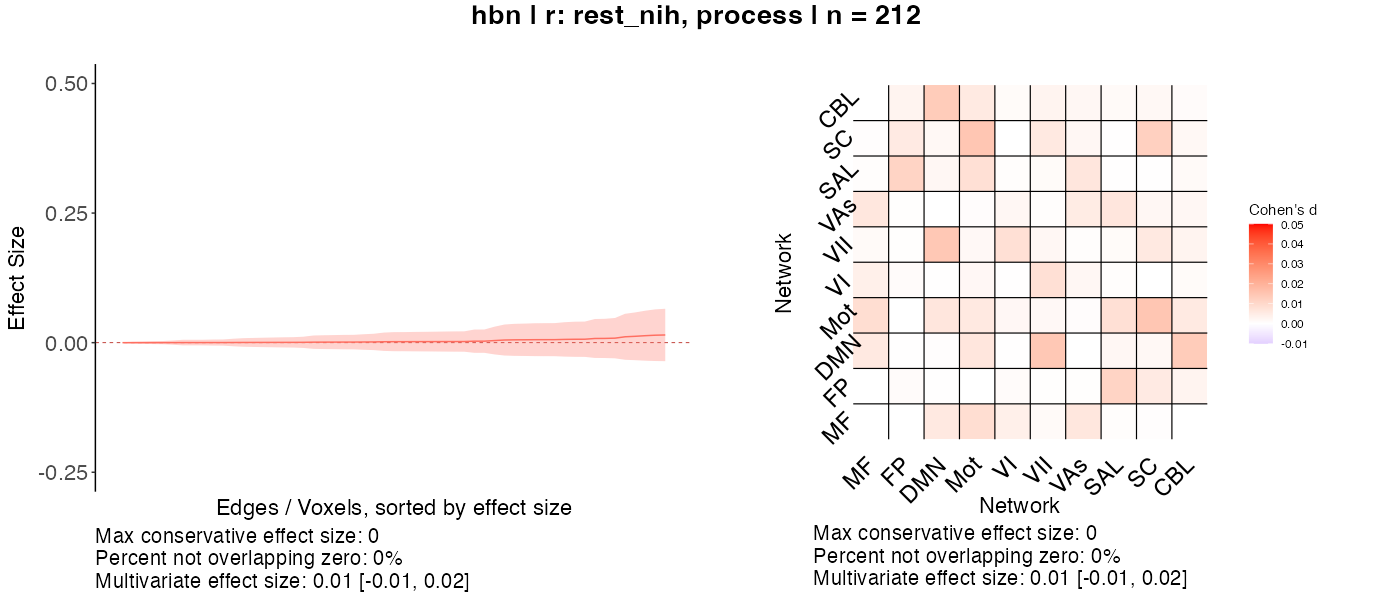 hbn | r: rest_nih, process | n = 212
0.50
0.25
0.00
-0.25
Effect Size
Edges / Voxels, sorted by effect size
Max conservative effect size: 0
Percent not overlapping zero: 0%
Multivariate effect size: 0.01 [-0.01, 0.02]
Network
CBL
SC
SAL
VAs
VII
VI
Mot
DMN
FP
MF
MF
FP
DMN
Mot
VI
VII
VAs
SAL
SC
CBL
Network
Max conservative effect size: 0
Percent not overlapping zero: 0%
Multivariate effect size: 0.01 [-0.01, 0.02]
Cohen's d
0.05
0.04
0.03
0.02
0.01
0.00
-0.01